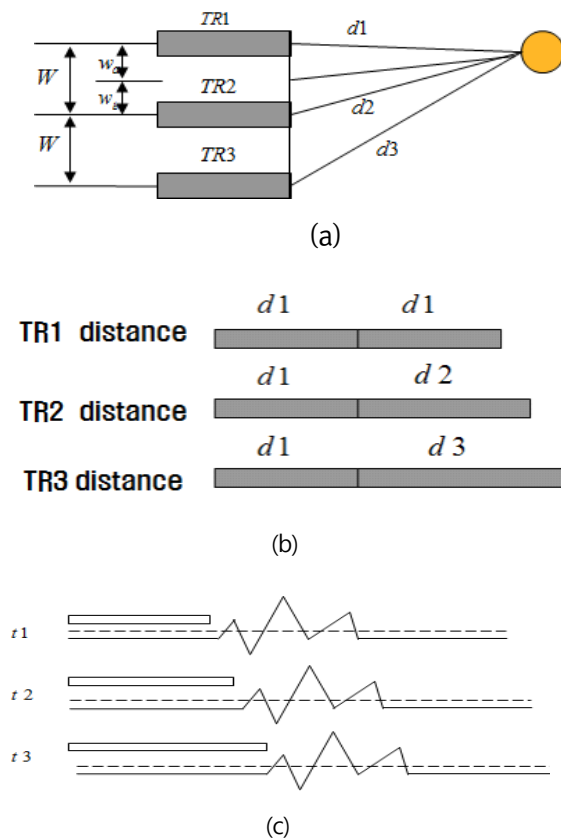 TR1
d1
W
w
TR2
w
d2
W
TR3
d3
(a)
d1 d1
TR1 distance
d1 d2
TR2 distance
d1 d3
TR3 distance
(b)
t1
t2
t3
(c)